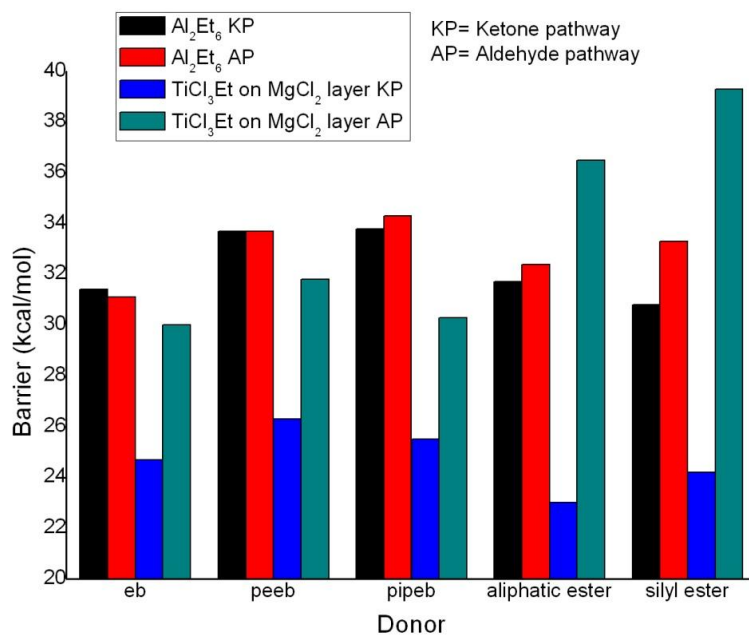 Al₂Et₆ KP
Al₂Et₆ AP
TiCl₃Et on MgCl₂ layer KP
TiCl₃Et on MgCl₂ layer AP
KP= Ketone pathway
AP= Aldehyde pathway
40
38
36
34
32
30
28
26
24
22
20
Barrier (kcal/mol)
eb peeb pipeb aliphatic ester silyl ester
Donor